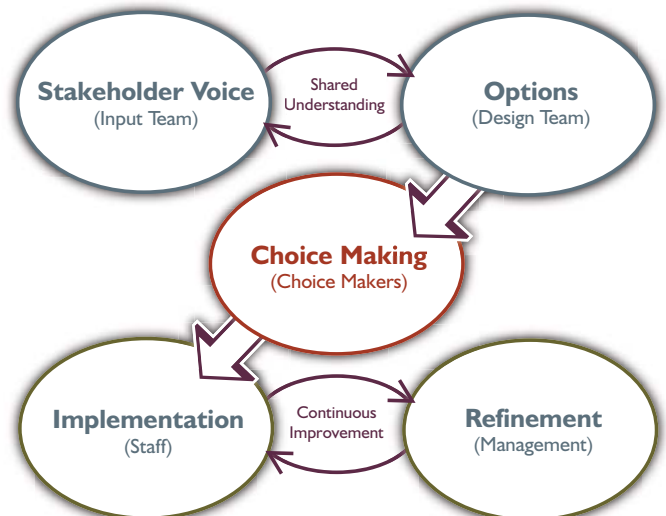 Stakeholder Voice
(Input Team)
Shared
Understanding
Options
(Design Team)
Choice Making
(Choice Makers)
Implementation
(Staff)
Continuous
Improvement
Refinement
(Management)